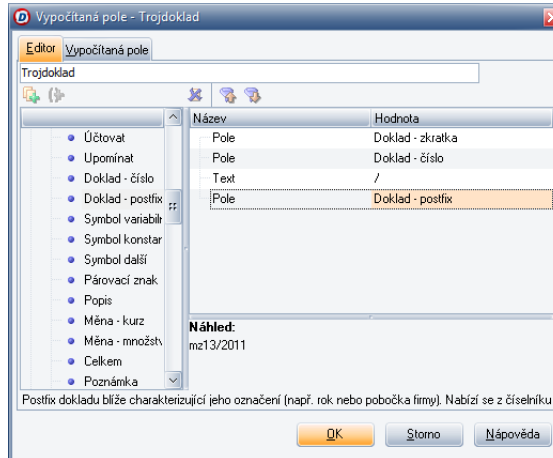 Vypočítaná pole - Trojdoklad
Editor Vypočítaná pole
Trojdoklad
Název Hodnota
Účtovat
Upomínat
Doklad - číslo
Doklad - postfix
Symbol variabiln
Symbol konstan
Symbol další
Párovací znak
Popis
Měna - kurz
Měna - množstv
Celkem
Poznámka
Pole Doklad - zkratka
Pole Doklad - číslo
Text /
Pole Doklad - postfix
Náhled:
mz13/2011
Postfix dokladu blíže charakterizující jeho označení (např. rok nebo pobočka firmy). Nabízí se z číselníku
OK Storno Nápověda